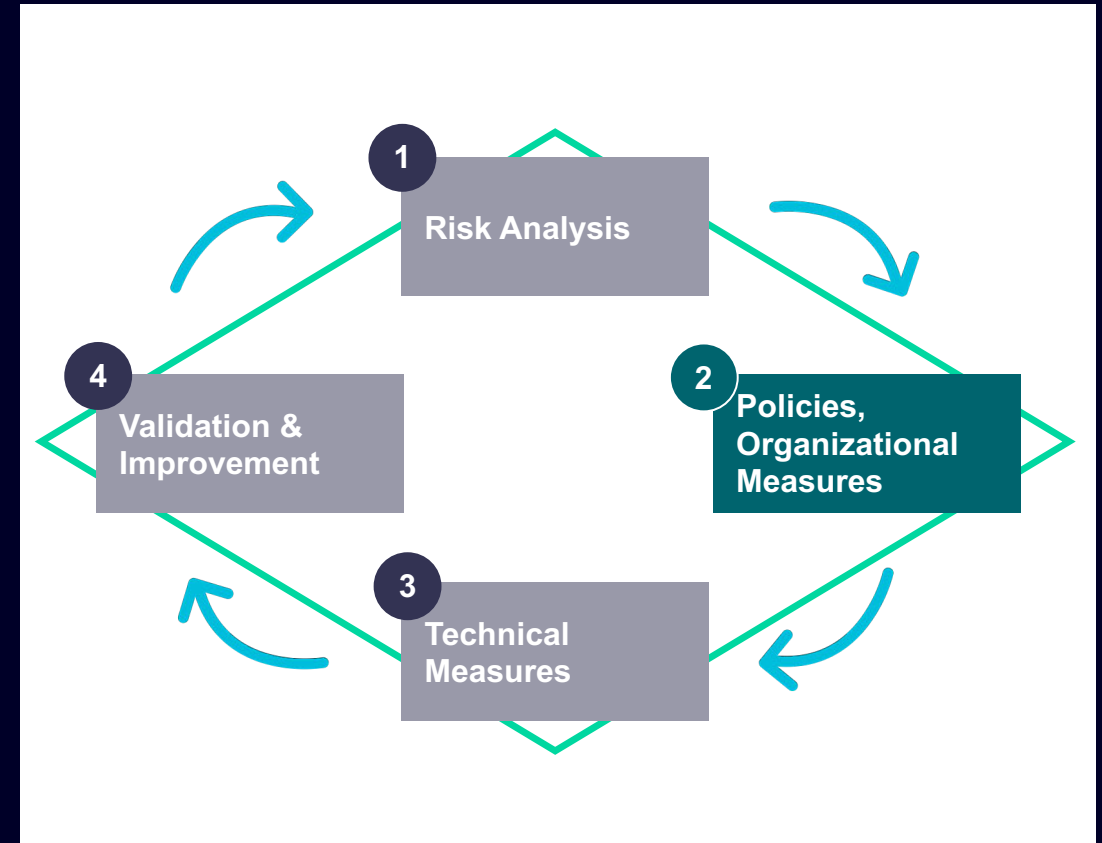 1
Risk Analysis
2
Policies,
Organizational
Measures
3
Technical
Measures
4
Validation &
Improvement